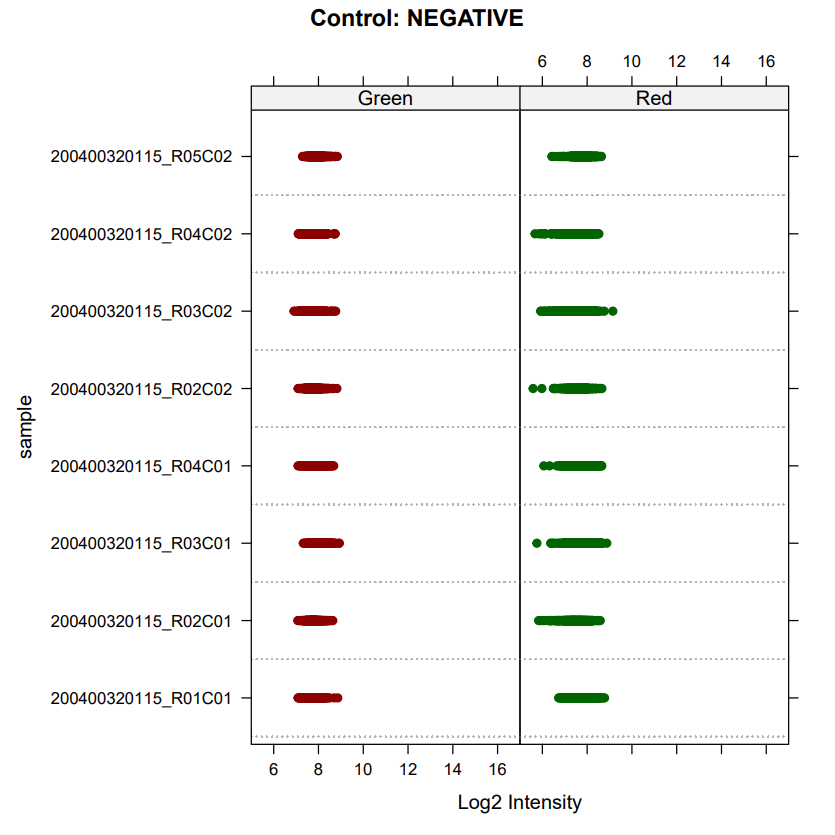 Control: NEGATIVE
6 8 10 12 14 16
Green Red
200400320115_R05C02
200400320115_R04C02
200400320115_R03C02
200400320115_R02C02
200400320115_R04C01
200400320115_R03C01
200400320115_R02C01
200400320115_R01C01
sample
6 8 10 12 14 16
Log2 Intensity